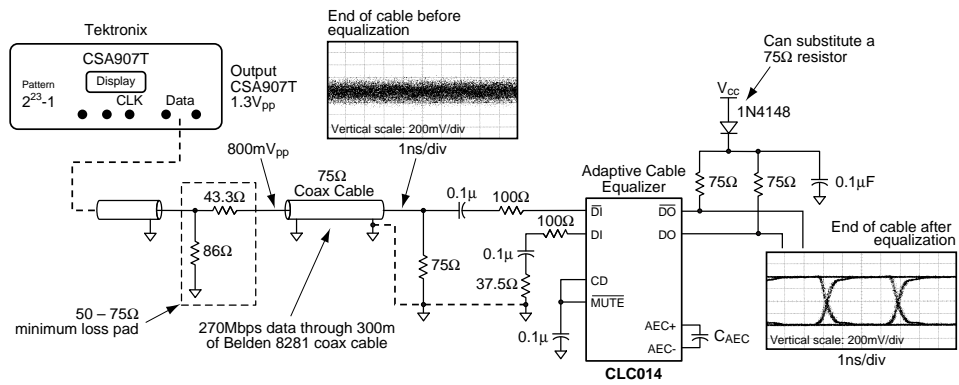 Tektronix
CSA907T
Display
Pattern
2²³-1
CLK
Data
Output
CSA907T
1.3Vpp
End of cable before
equalization
Vertical scale: 200mV/div
1ns/div
800mVpp
75Ω
Coax Cable
43.3Ω
86Ω
50 – 75Ω
minimum loss pad
270Mbps data through 300m
of Belden 8281 coax cable
75Ω
0.1µ
100Ω
100Ω
0.1µ
37.5Ω
0.1µ
Adaptive Cable
Equalizer
D̅I̅
DI
CD
M̅U̅T̅E̅
D̅O̅
DO
AEC+
AEC-
CLC014
CAEC
Can substitute a
75Ω resistor
Vcc
1N4148
75Ω
75Ω
0.1µF
End of cable after
equalization
Vertical scale: 200mV/div
1ns/div